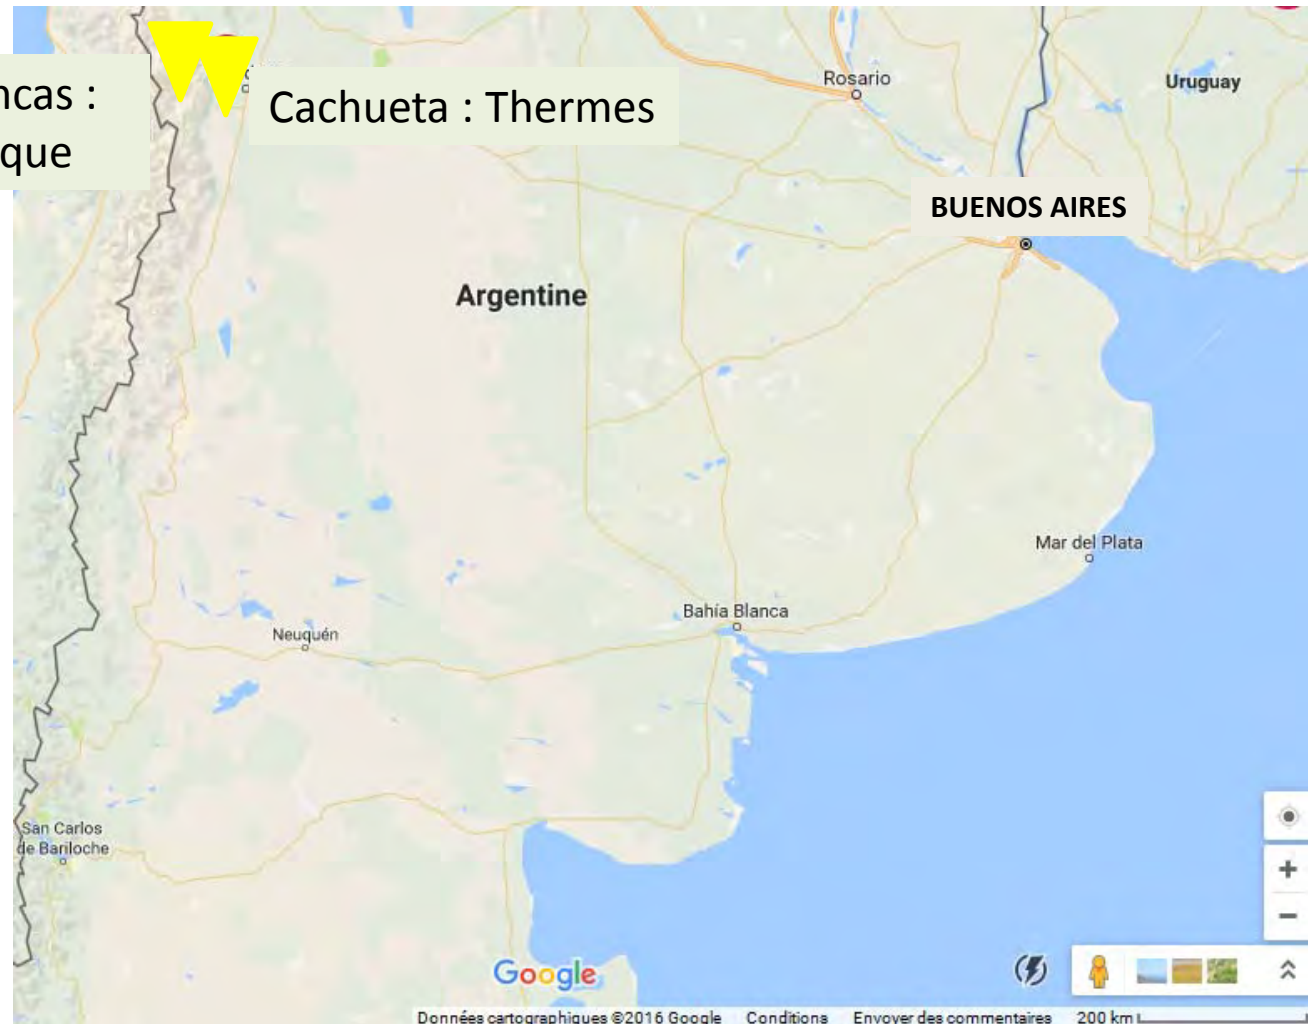 ncas :
que
Cachueta : Thermes
Rosario
Uruguay
BUENOS AIRES
Argentine
Mar del Plata
Bahía Blanca
Neuquén
San Carlos
de Bariloche
Google
Données cartographiques ©2016 Google Conditions Envoyer des commentaires 200 km